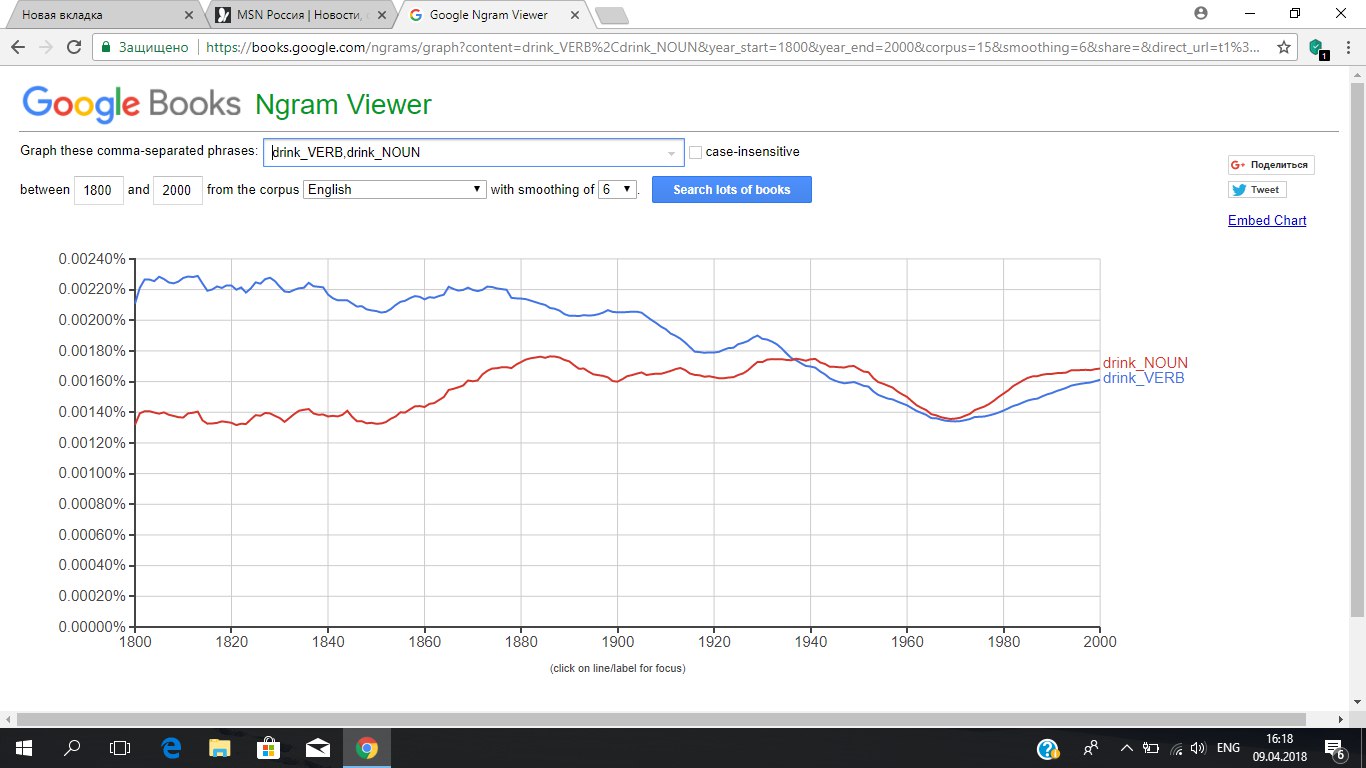 Новая вкладка
MSN Россия | Новости,
Google Ngram Viewer
Защищено
https://books.google.com/ngrams/graph?content=drink_VERB%2Cdrink_NOUN&year_start=1800&year_end=2000&corpus=15&smoothing=6&share=&direct_url=t1%3...
1
Google Books Ngram Viewer
Graph these comma-separated phrases: drink_VERB,drink_NOUN case-insensitive
between 1800 and 2000 from the corpus English with smoothing of 6. Search lots of books
G+ Поделиться
Tweet
Embed Chart
0.00240%
0.00220%
0.00200%
0.00180%
0.00160%
0.00140%
0.00120%
0.00100%
0.00080%
0.00060%
0.00040%
0.00020%
0.00000%
drink_NOUN
drink_VERB
1800 1820 1840 1860 1880 1900 1920 1940 1960 1980 2000
(click on line/label for focus)
ENG
16:18
09.04.2018
6